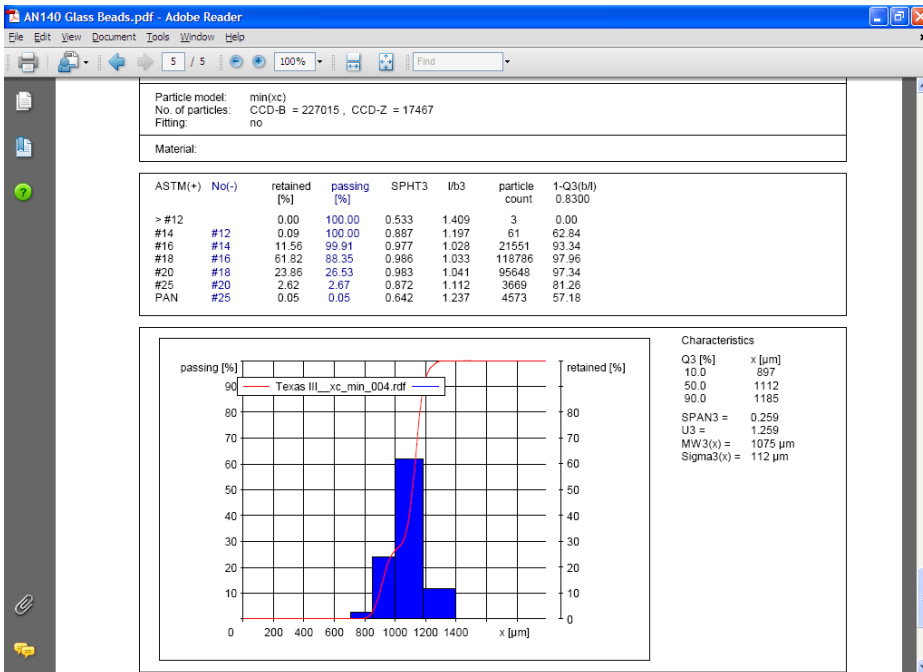 AN140 Glass Beads.pdf - Adobe Reader
File Edit View Document Tools Window Help
5 / 5 100% Find
Particle model: min(xc)
No. of particles: CCD-B = 227015 , CCD-Z = 17467
Fitting: no
Material:
ASTM(+) No(-) retained passing SPHT3 l/b3 particle 1-Q3(b/l)
[%] [%] count 0.8300
> #12 0.00 100.00 0.533 1.409 3 0.00
#14 #12 0.09 100.00 0.887 1.197 61 62.84
#16 #14 11.56 99.91 0.977 1.028 21551 93.34
#18 #16 61.82 88.35 0.986 1.033 118786 97.96
#20 #18 23.86 26.53 0.983 1.041 95648 97.34
#25 #20 2.62 2.67 0.872 1.112 3669 81.26
PAN #25 0.05 0.05 0.642 1.237 4573 57.18
passing [%] retained [%]
90 Texas III__xc_min_004.rdf
80 80
70 70
60 60
50 50
40 40
30 30
20 20
10 10
0
0 200 400 600 800 1000 1200 1400 x [µm]
Characteristics
Q3 [%] x [µm]
10.0 897
50.0 1112
90.0 1185
SPAN3 = 0.259
U3 = 1.259
MW3(x) = 1075 µm
Sigma3(x) = 112 µm